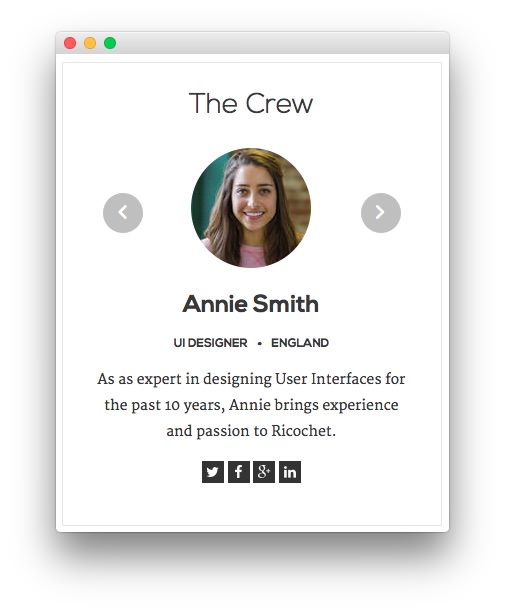 The Crew
Annie Smith
UI DESIGNER • ENGLAND
As as expert in designing User Interfaces for
the past 10 years, Annie brings experience
and passion to Ricochet.